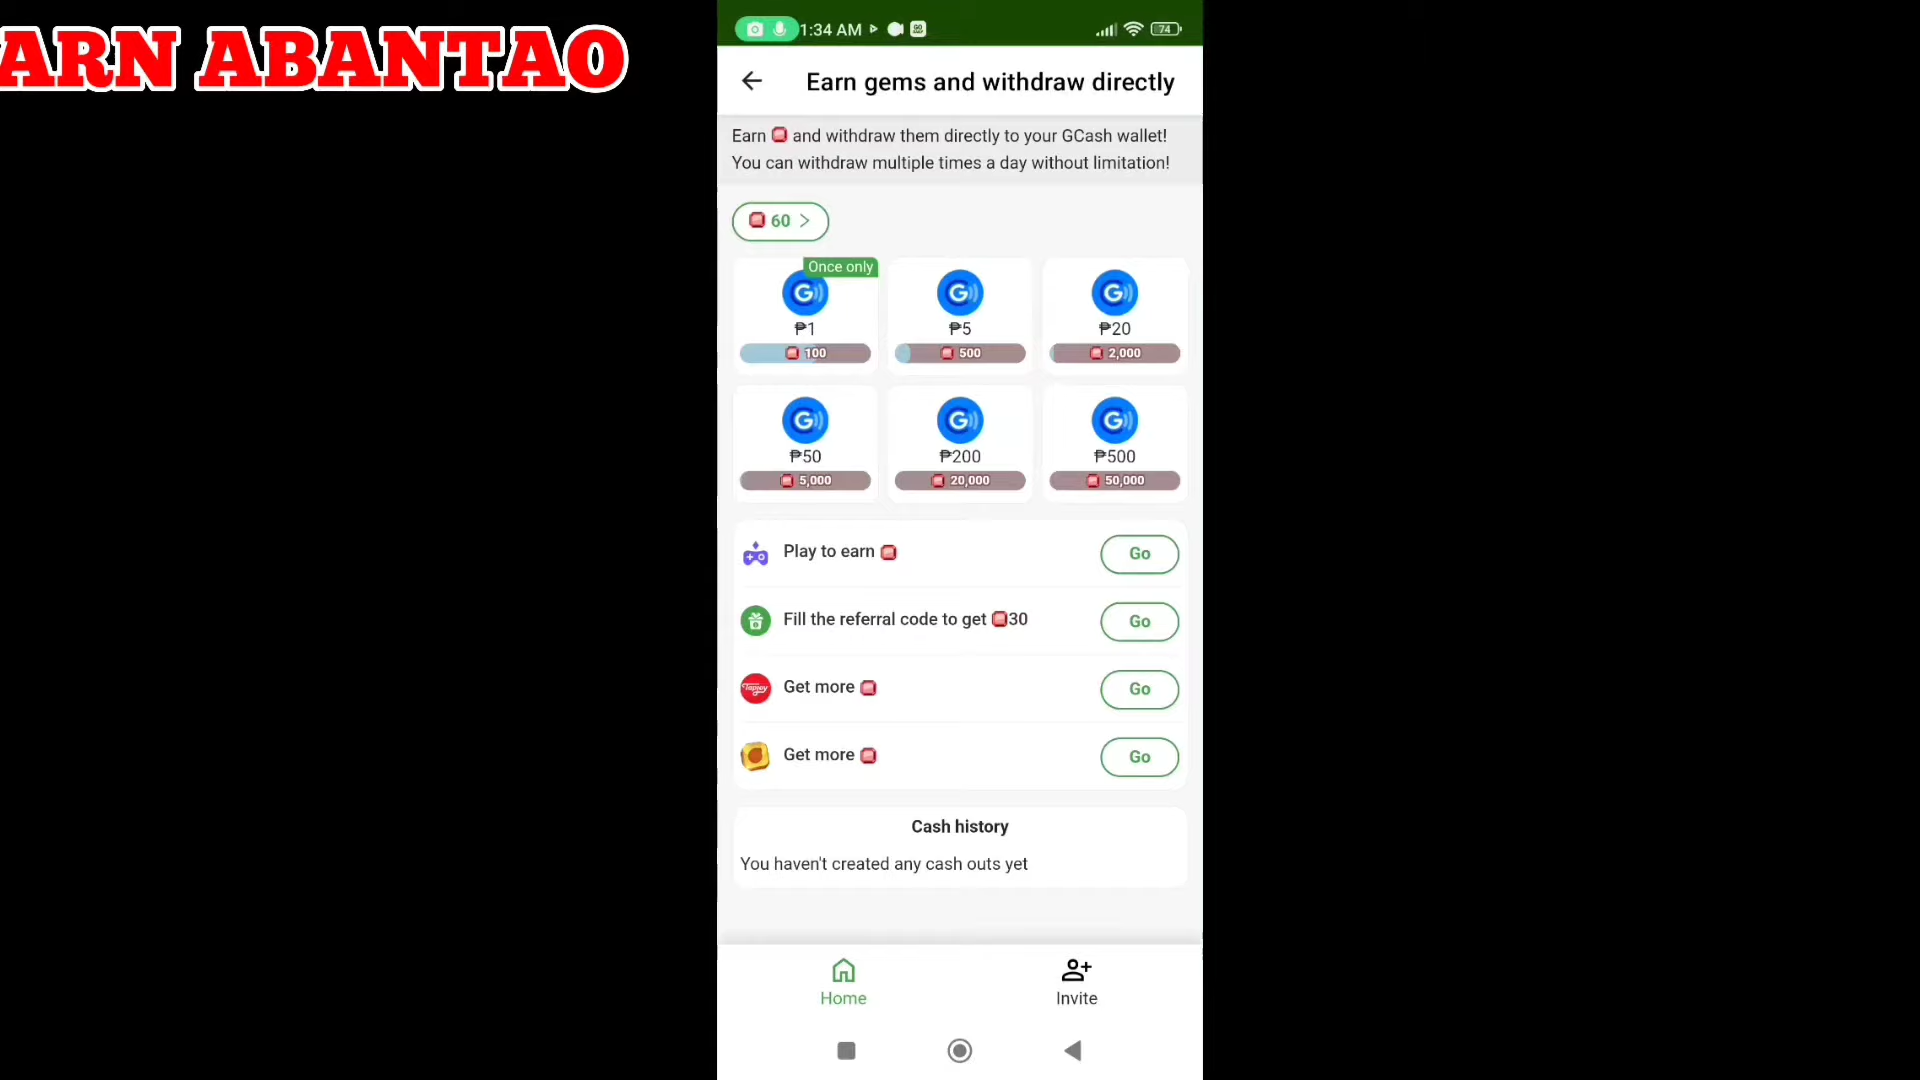 ARN ABANTAO
1:34 AM
74
Earn gems and withdraw directly
Earn and withdraw them directly to your GCash wallet!
You can withdraw multiple times a day without limitation!
60
Once only
₱1
₱5
₱20
100
500
2,000
₱50
₱200
₱500
5,000
20,000
50,000
Play to earn
Go
Fill the referral code to get 30
Go
Tapjoy
Get more
Go
Get more
Go
Cash history
You haven't created any cash outs yet
Home
Invite